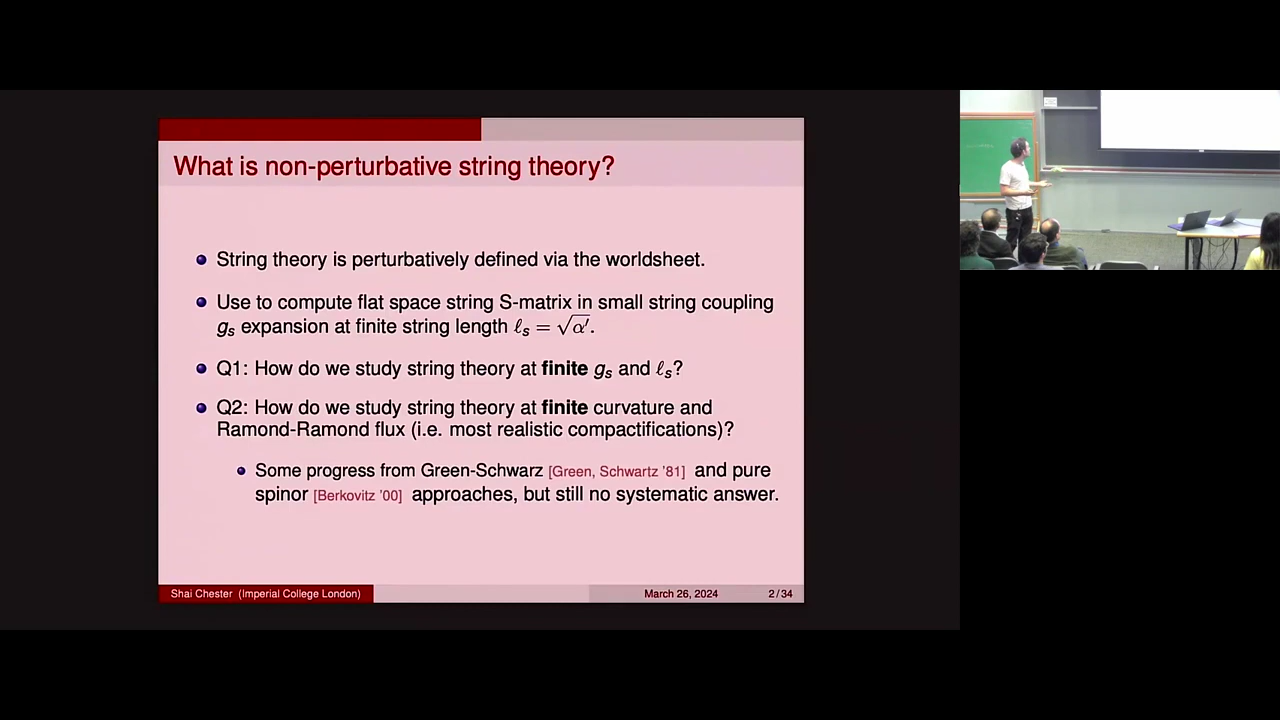 What is non-perturbative string theory?
String theory is perturbatively defined via the worldsheet.
Use to compute flat space string S-matrix in small string coupling
gₛ expansion at finite string length ℓₛ = √α′.
Q1: How do we study string theory at finite gₛ and ℓₛ?
Q2: How do we study string theory at finite curvature and
Ramond-Ramond flux (i.e. most realistic compactifications)?
Some progress from Green-Schwarz [Green, Schwartz '81] and pure
spinor [Berkovitz '00] approaches, but still no systematic answer.
Shai Chester (Imperial College London) March 26, 2024 2 / 34